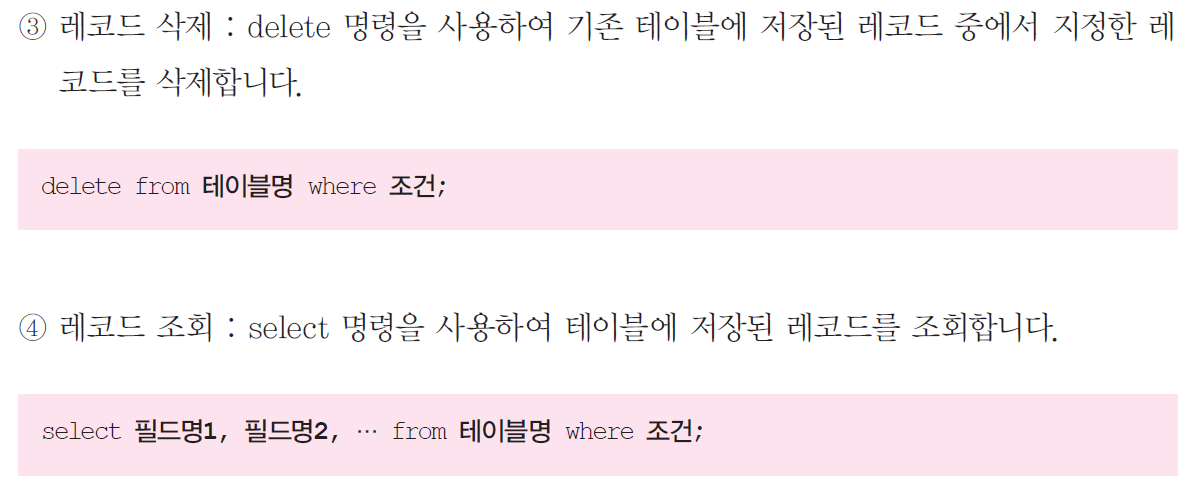 ③ 레코드 삭제 : delete 명령을 사용하여 기존 테이블에 저장된 레코드 중에서 지정한 레
코드를 삭제합니다.
delete from 테이블명 where 조건;
④ 레코드 조회 : select 명령을 사용하여 테이블에 저장된 레코드를 조회합니다.
select 필드명1, 필드명2, … from 테이블명 where 조건;